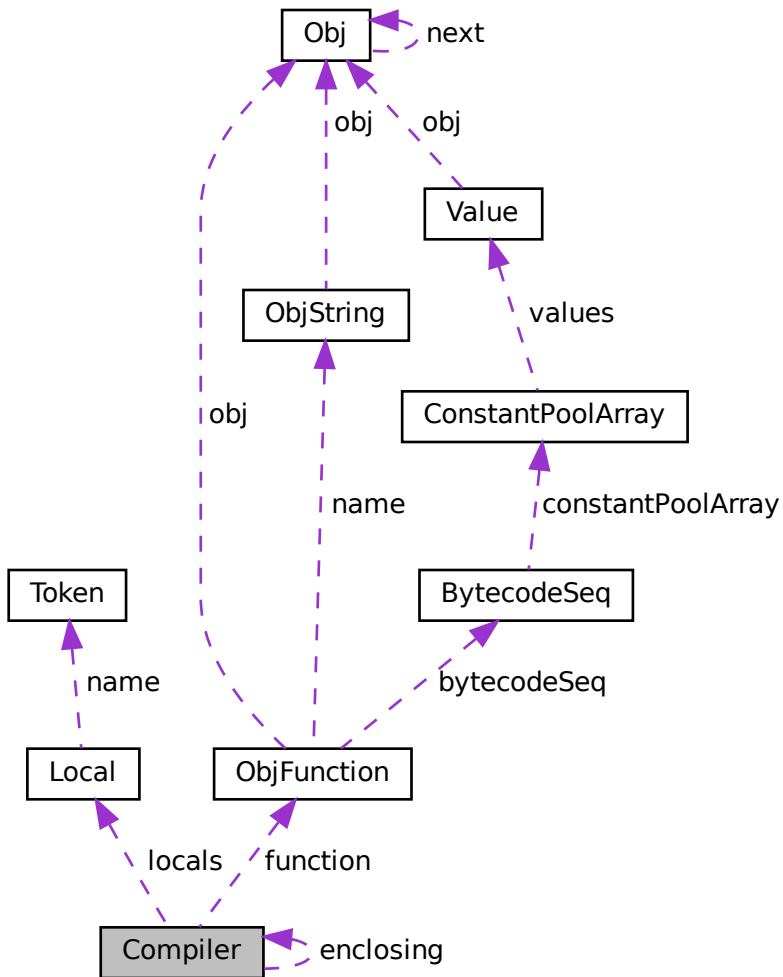 Obj
next
obj
obj
Value
ObjString
values
ConstantPoolArray
obj
name
constantPoolArray
Token
BytecodeSeq
name
bytecodeSeq
Local
ObjFunction
locals
function
Compiler
enclosing